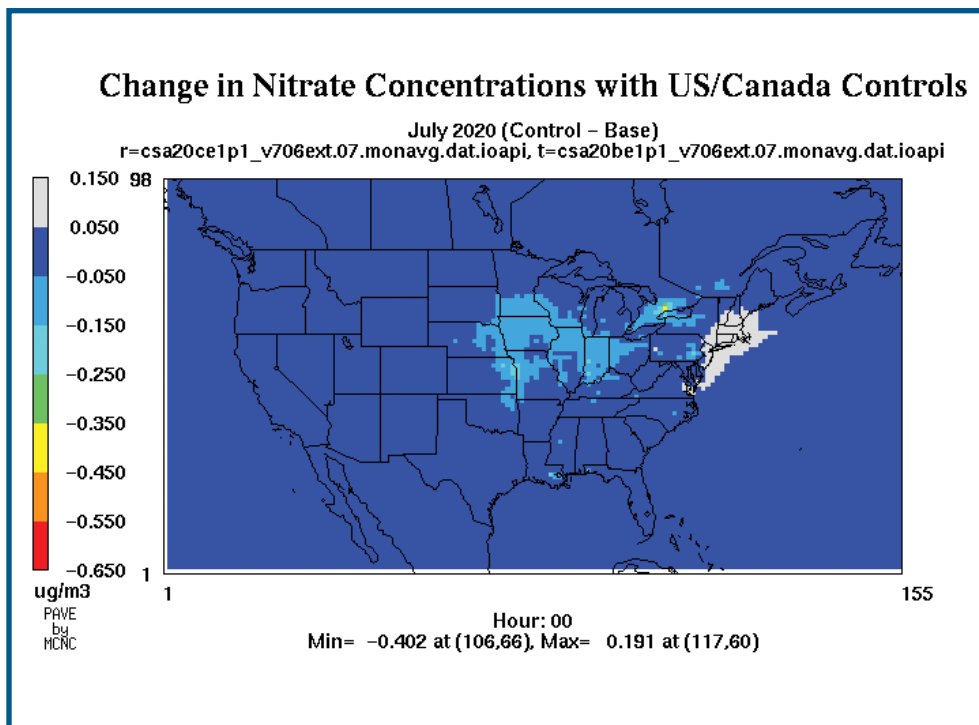 Change in Nitrate Concentrations with US/Canada Controls
July 2020 (Control − Base)
r=csa20ce1p1_v706ext.07.monavg.dat.ioapi, t=csa20be1p1_v706ext.07.monavg.dat.ioapi
0.150
0.050
−0.050
−0.150
−0.250
−0.350
−0.450
−0.550
−0.650
ug/m3
PAVE
by
MCNC
98
1
1
155
Hour: 00
Min= −0.402 at (106,66), Max= 0.191 at (117,60)